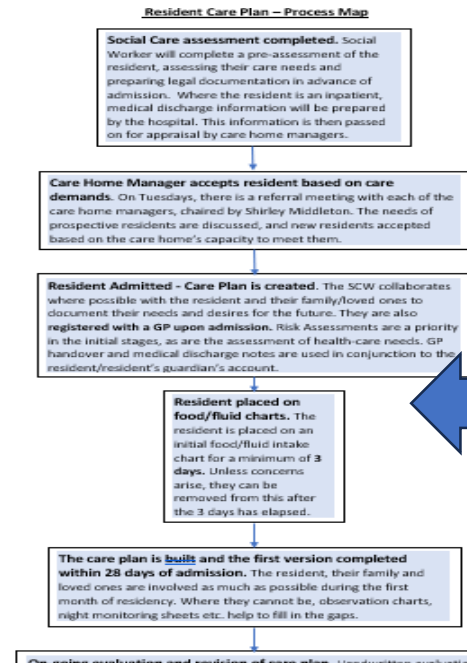 Resident Care Plan – Process Map
Social Care assessment completed. Social
Worker will complete a pre-assessment of the
resident, assessing their care needs and
preparing legal documentation in advance of
admission. Where the resident is an inpatient,
medical discharge information will be prepared
by the hospital. This information is then passed
on for appraisal by care home managers.
Care Home Manager accepts resident based on care
demands. On Tuesdays, there is a referral meeting with each of the
care home managers, chaired by Shirley Middleton. The needs of
prospective residents are discussed, and new residents accepted
based on the care home's capacity to meet them.
Resident Admitted - Care Plan is created. The SCW collaborates
where possible with the resident and their family/loved ones to
document their needs and desires for the future. They are also
registered with a GP upon admission. Risk Assessments are a priority
in the initial stages, as are the assessment of health-care needs. GP
handover and medical discharge notes are used in conjunction to the
resident/resident's guardian's account.
Resident placed on
food/fluid charts. The
resident is placed on an
initial food/fluid intake
chart for a minimum of 3
days. Unless concerns
arise, they can be
removed from this after
the 3 days has elapsed.
The care plan is built and the first version completed
within 28 days of admission. The resident, their family and
loved ones are involved as much as possible during the first
month of residency. Where they cannot be, observation charts,
night monitoring sheets etc. help to fill in the gaps.
On-going evaluation and revision of care plan. Handwritten